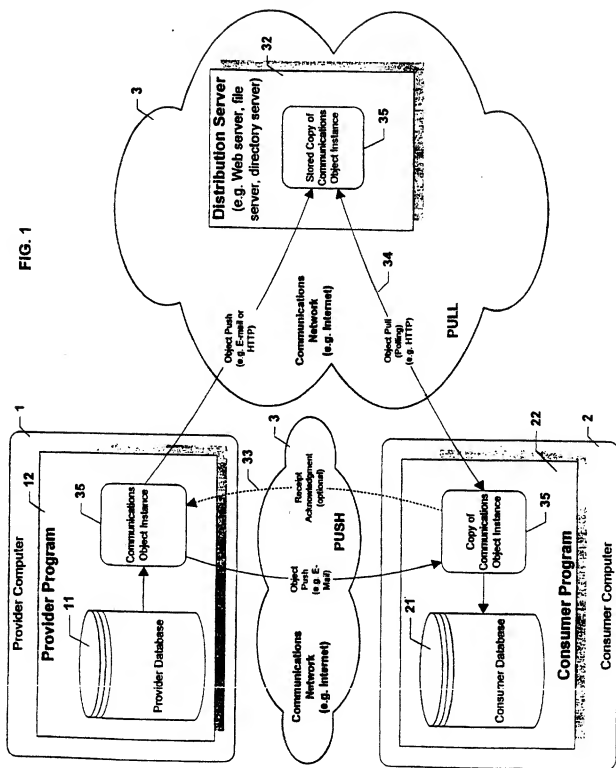 FIG. 1
Provider Computer
1
Provider Program
12
11
Provider Database
35
Communications
Object Instance
Object Push
(e.g. E-mail or
HTTP)
3
Distribution Server
(e.g. Web server, file
server, directory server)
32
Stored Copy of
Communications
Object Instance
35
Communications
Network
(e.g. Internet)
PULL
34
Object Pull
(Polling)
(e.g. HTTP)
Communications
Network
(e.g. Internet)
Object
Push
(e.g. E-
Mail)
PUSH
Receipt
Acknowledgment
(optional)
33
3
Consumer Computer
2
Consumer Program
22
21
Consumer Database
Copy of
Communications
Object Instance
35